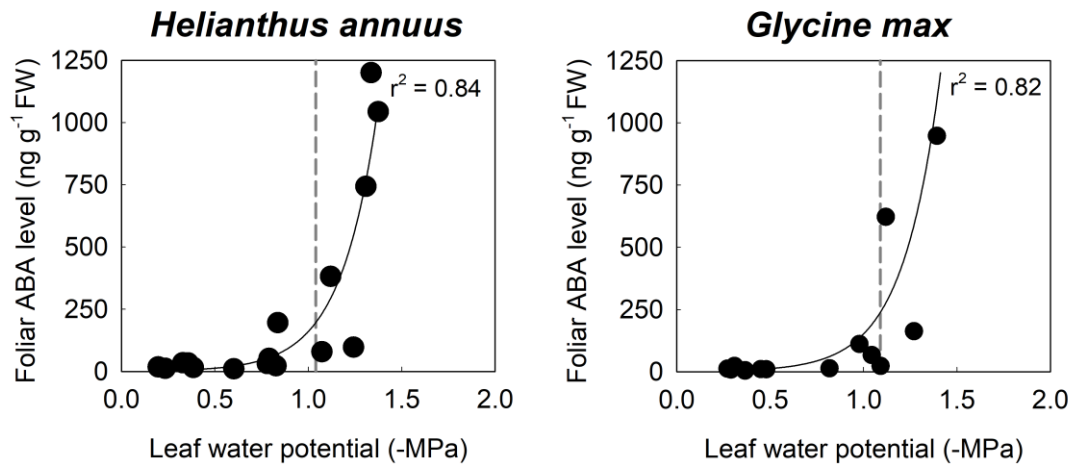 Helianthus annuus
Foliar ABA level (ng g⁻¹ FW)
1250
1000
750
500
250
0
r² = 0.84
0.0 0.5 1.0 1.5 2.0
Leaf water potential (-MPa)
Glycine max
Foliar ABA level (ng g⁻¹ FW)
1250
1000
750
500
250
0
r² = 0.82
0.0 0.5 1.0 1.5 2.0
Leaf water potential (-MPa)